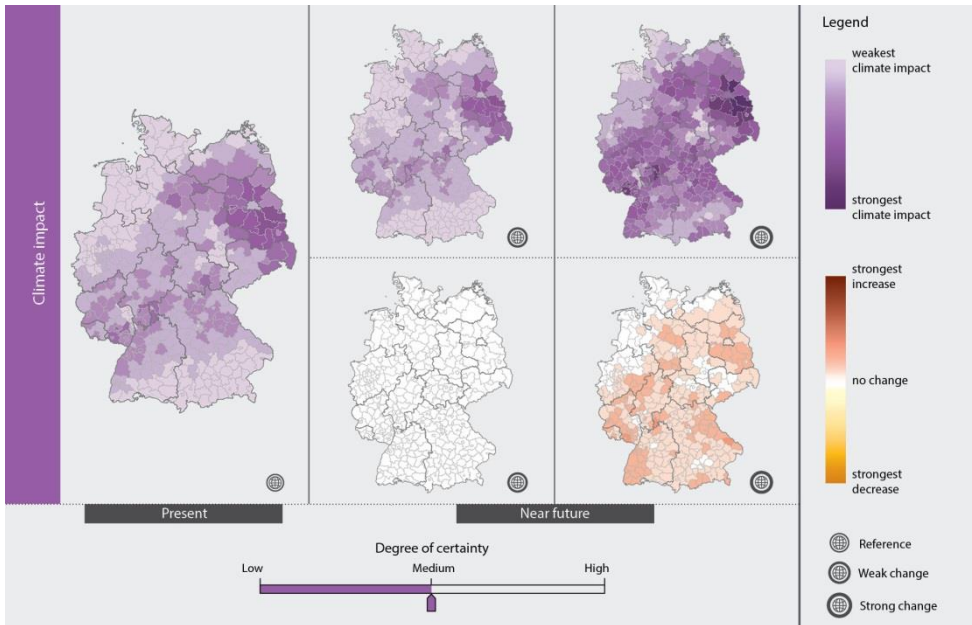 Climate impact
Present
Near future
Degree of certainty
Low
Medium
High
Legend
weakest
climate impact
strongest
climate impact
strongest
increase
no change
strongest
decrease
Reference
Weak change
Strong change